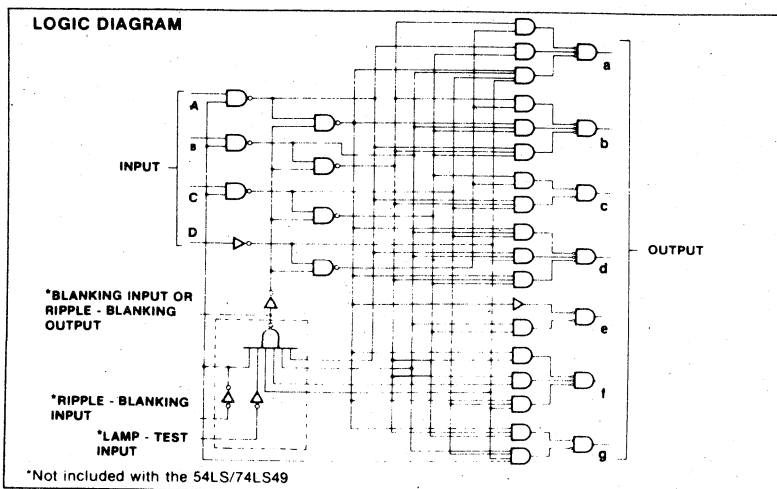 LOGIC DIAGRAM
A
B
INPUT
C
D
*BLANKING INPUT OR
RIPPLE - BLANKING
OUTPUT
*RIPPLE - BLANKING
INPUT
*LAMP - TEST
INPUT
a
b
c
d
e
f
g
OUTPUT
*Not included with the 54LS/74LS49